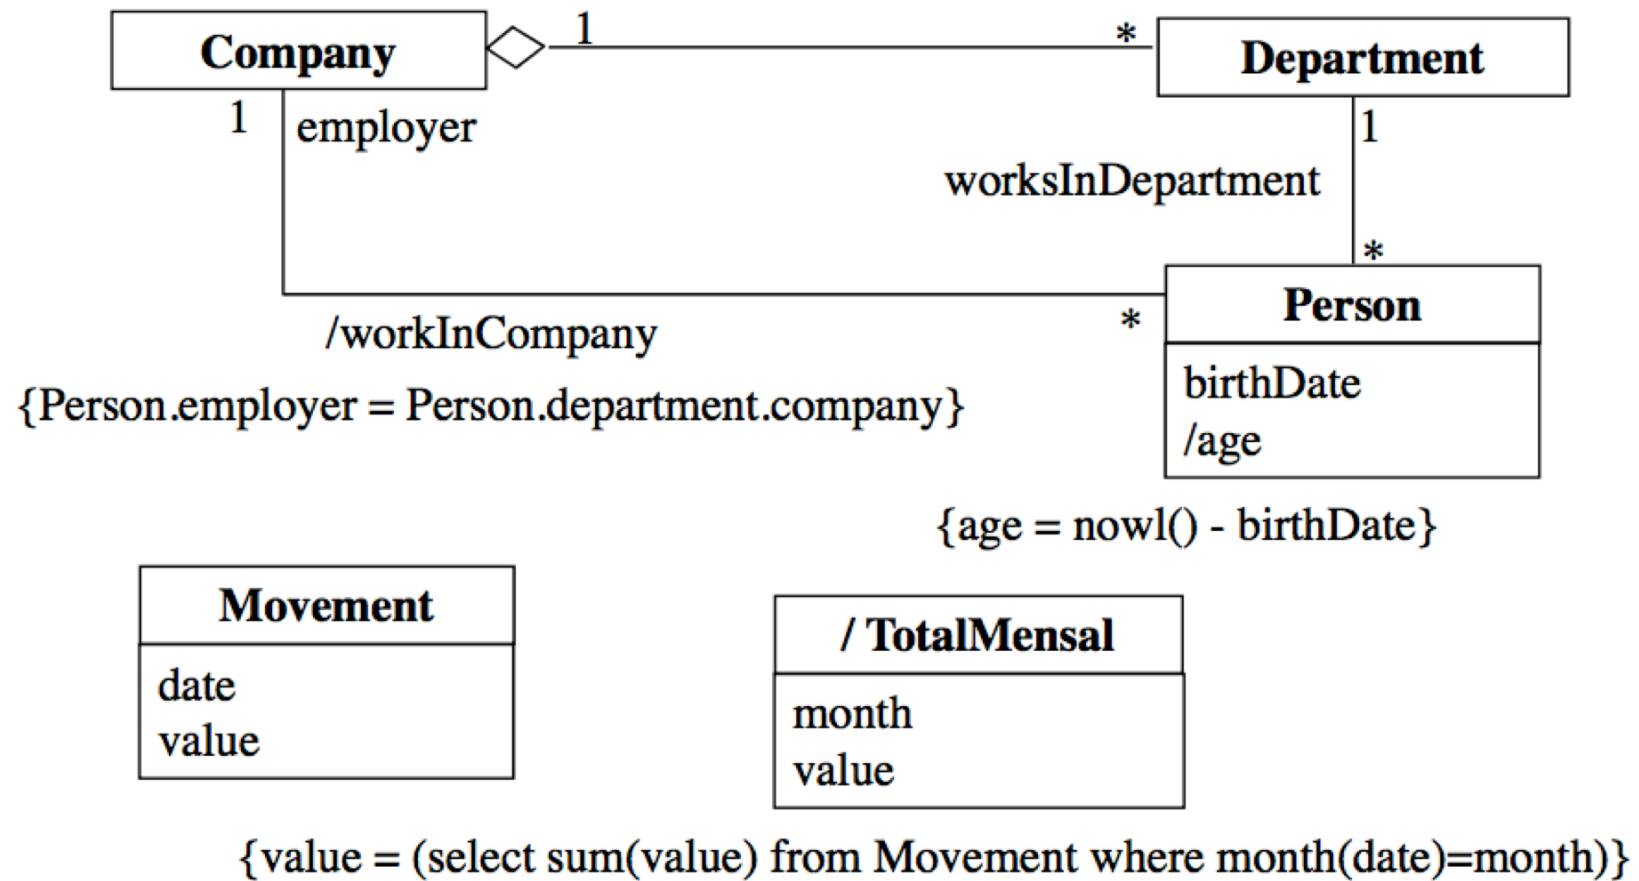 Company
1
*
Department
1
employer
1
worksInDepartment
*
Person
/workInCompany
*
birthDate
{Person.employer = Person.department.company}
/age
{age = nowl() - birthDate}
Movement
/ TotalMensal
date
month
value
value
{value = (select sum(value) from Movement where month(date)=month)}